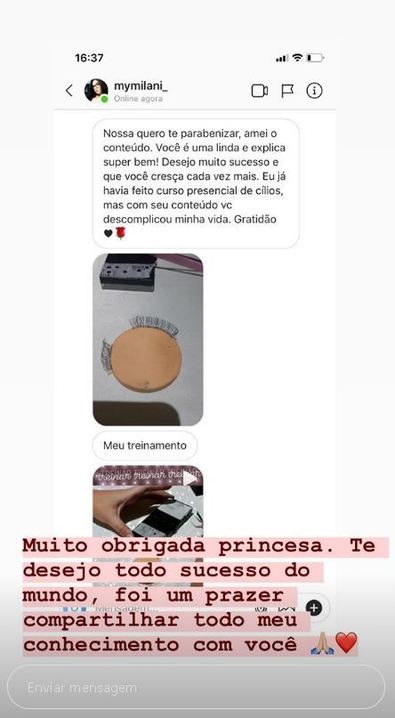 16:37
mymilani_
Online agora
Nossa quero te parabenizar, amei o
conteúdo. Você é uma linda e explica
super bem! Desejo muito sucesso e
que você cresça cada vez mais. Eu já
havia feito curso presencial de cílios,
mas com seu conteúdo vc
descomplicou minha vida. Gratidão
🖤🌹
Meu treinamento
treinar treinar treinar
Muito obrigada princesa. Te
desejo todo sucesso do
mundo, foi um prazer
Mensagem...
compartilhar todo meu
conhecimento com você 🙏🏼❤️
Enviar mensagem